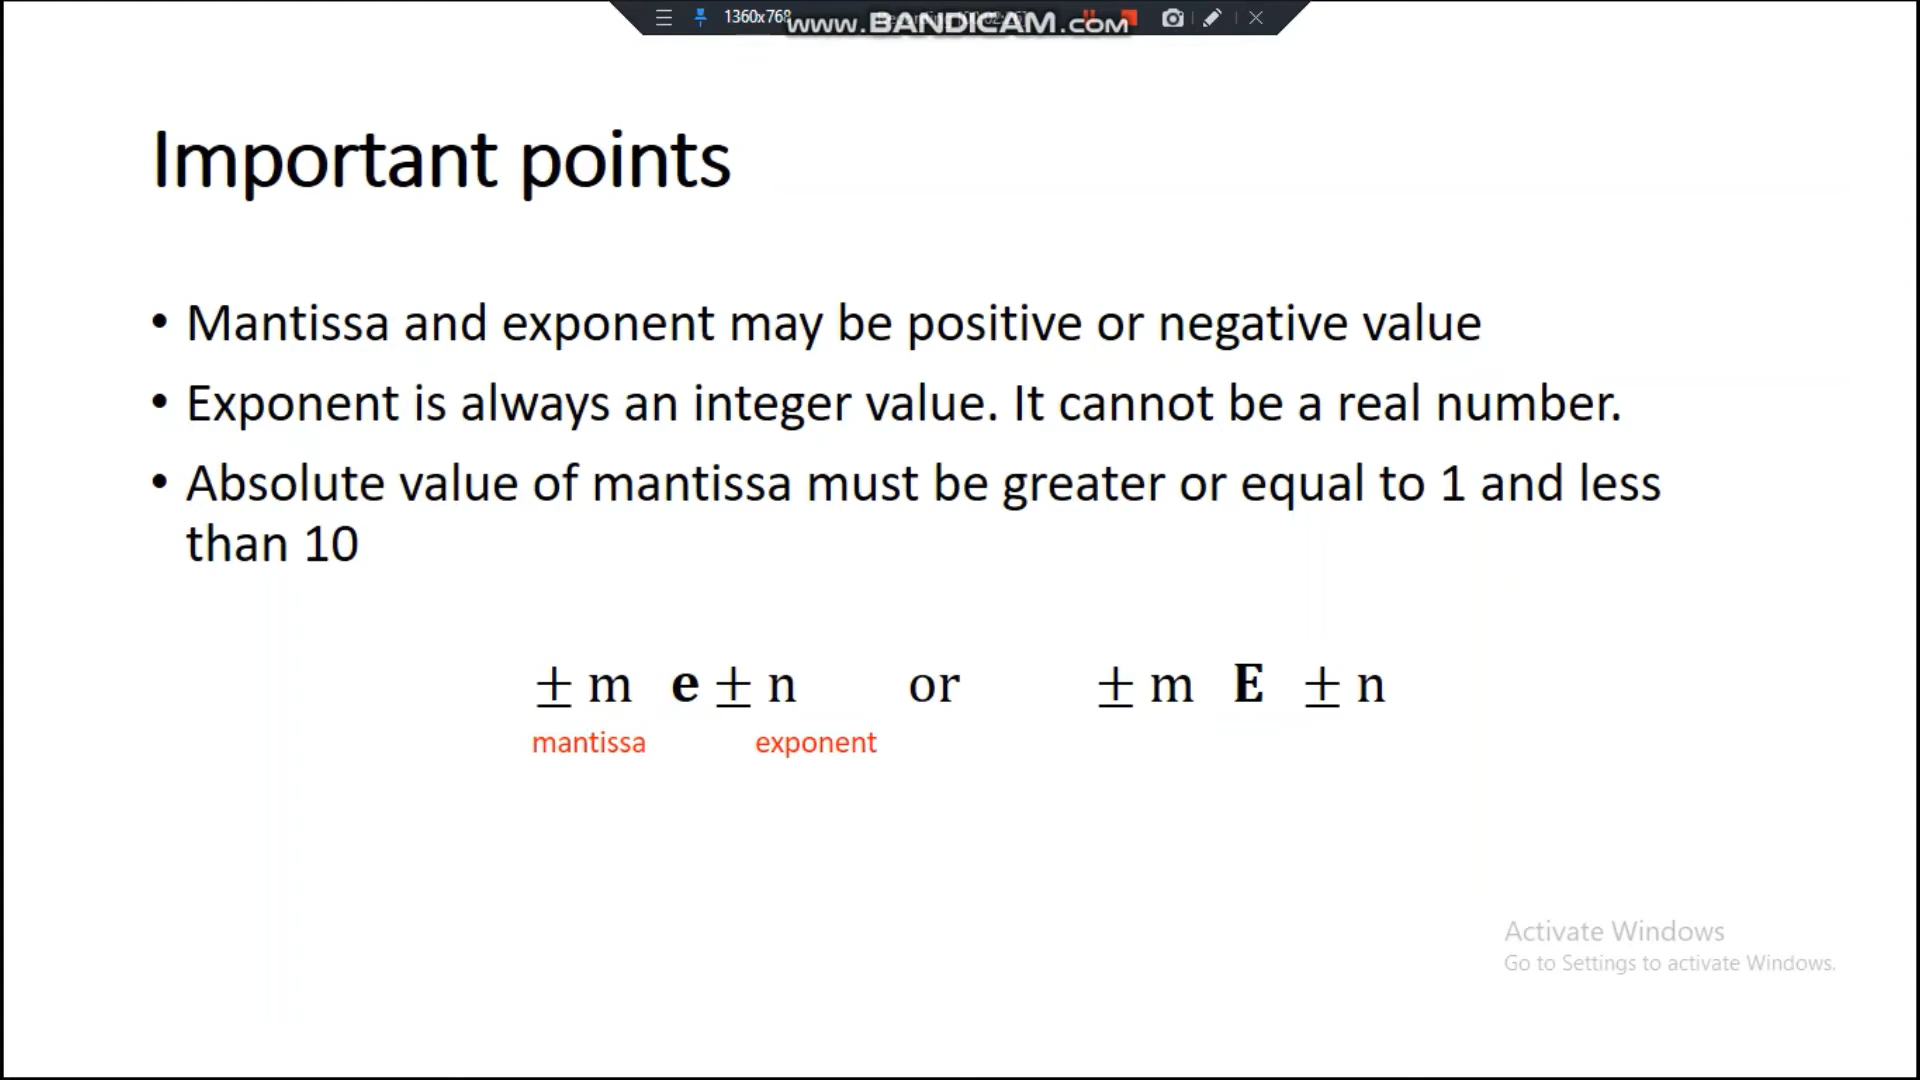 1360x768
www.BANDICAM.com
Important points
• Mantissa and exponent may be positive or negative value
• Exponent is always an integer value. It cannot be a real number.
• Absolute value of mantissa must be greater or equal to 1 and less
than 10
± m e ± n or ± m E ± n
mantissa exponent
Activate Windows
Go to Settings to activate Windows.